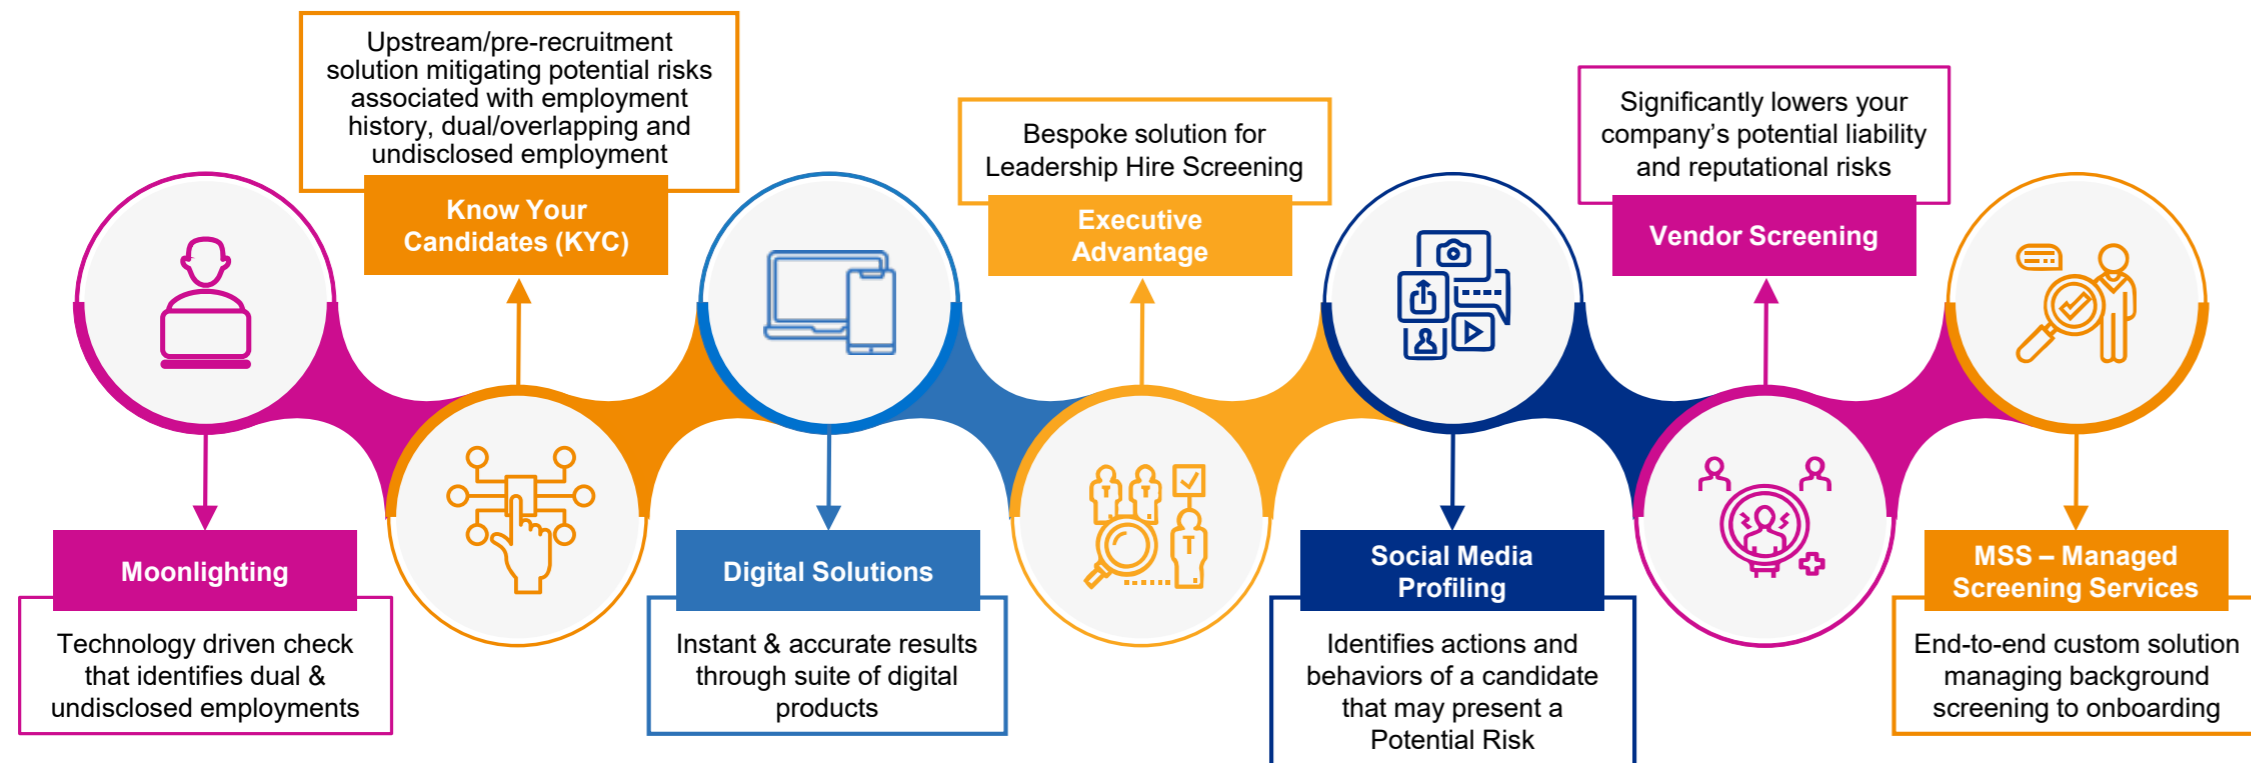 Upstream/pre-recruitment
solution mitigating potential risks
associated with employment
history, dual/overlapping and
undisclosed employment
Know Your
Candidates (KYC)
Bespoke solution for
Leadership Hire Screening
Executive
Advantage
Significantly lowers your
company’s potential liability
and reputational risks
Vendor Screening
Moonlighting
Technology driven check
that identifies dual &
undisclosed employments
Digital Solutions
Instant & accurate results
through suite of digital
products
Social Media
Profiling
Identifies actions and
behaviors of a candidate
that may present a
Potential Risk
MSS – Managed
Screening Services
End-to-end custom solution
managing background
screening to onboarding